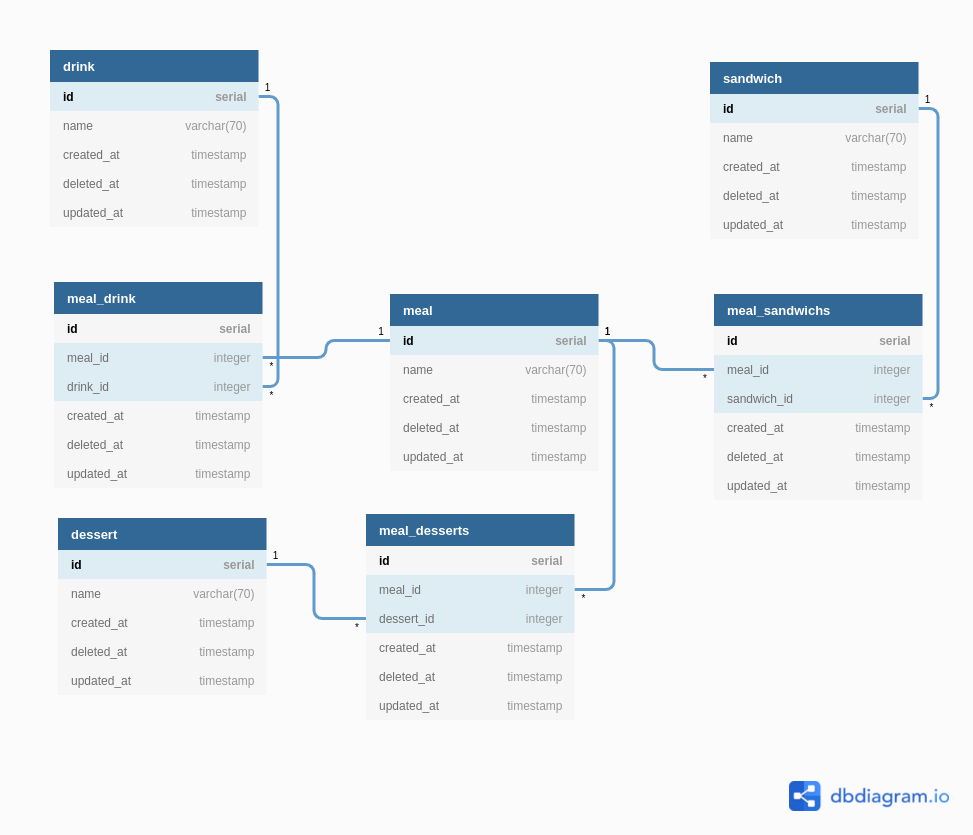 drink
id serial
name varchar(70)
created_at timestamp
deleted_at timestamp
updated_at timestamp
1
sandwich
id serial
name varchar(70)
created_at timestamp
deleted_at timestamp
updated_at timestamp
1
meal_drink
id serial
meal_id integer
drink_id integer
created_at timestamp
deleted_at timestamp
updated_at timestamp
*
*
1
meal
id serial
name varchar(70)
created_at timestamp
deleted_at timestamp
updated_at timestamp
1
*
meal_sandwichs
id serial
meal_id integer
sandwich_id integer
created_at timestamp
deleted_at timestamp
updated_at timestamp
*
dessert
id serial
name varchar(70)
created_at timestamp
deleted_at timestamp
updated_at timestamp
1
*
meal_desserts
id serial
meal_id integer
dessert_id integer
created_at timestamp
deleted_at timestamp
updated_at timestamp
*
dbdiagram.io